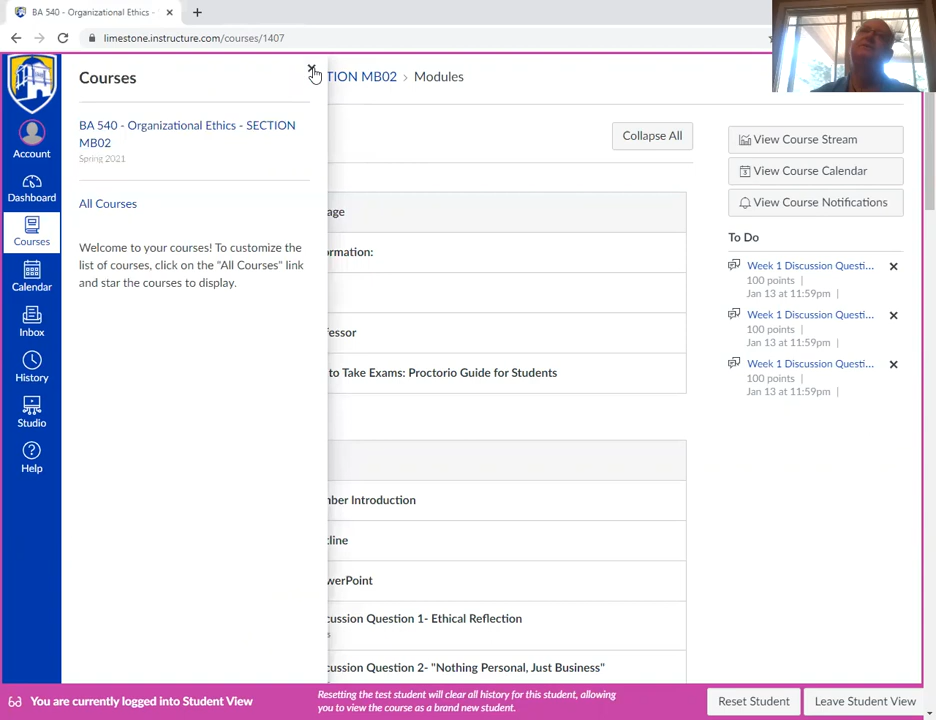 BA 540 - Organizational Ethics -
limestone.instructure.com/courses/1407
Account
Dashboard
Courses
Calendar
Inbox
History
Studio
Help
Courses
BA 540 - Organizational Ethics - SECTION
MB02
Spring 2021
All Courses
Welcome to your courses! To customize the
list of courses, click on the "All Courses" link
and star the courses to display.
TION MB02 > Modules
Collapse All
age
rmation:
fessor
to Take Exams: Proctorio Guide for Students
nber Introduction
tline
werPoint
cussion Question 1- Ethical Reflection
s
cussion Question 2- "Nothing Personal, Just Business"
View Course Stream
View Course Calendar
View Course Notifications
To Do
Week 1 Discussion Questi...
100 points |
Jan 13 at 11:59pm |
Week 1 Discussion Questi...
100 points |
Jan 13 at 11:59pm |
Week 1 Discussion Questi...
100 points |
Jan 13 at 11:59pm |
You are currently logged into Student View
Resetting the test student will clear all history for this student, allowing
you to view the course as a brand new student.
Reset Student
Leave Student View